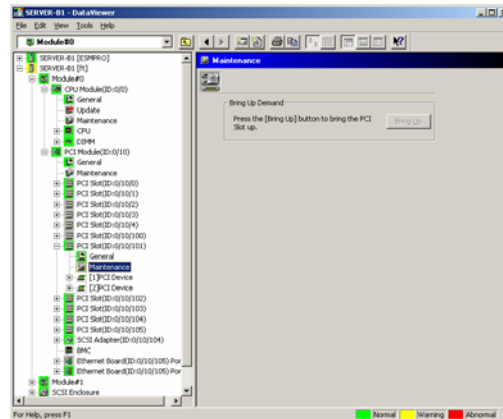 SERVER-B1 - DataViewer
File Edit View Tools Help
Module#0
SERVER-B1 [ESMPRO]
SERVER-B1 [ft]
Module#0
CPU Module(ID:0/0)
General
Update
Maintenance
CPU
DIMM
PCI Module(ID:0/10)
General
Maintenance
PCI Slot(ID:0/10/0)
PCI Slot(ID:0/10/1)
PCI Slot(ID:0/10/2)
PCI Slot(ID:0/10/3)
PCI Slot(ID:0/10/4)
PCI Slot(ID:0/10/100)
PCI Slot(ID:0/10/101)
General
Maintenance
[1]PCI Device
[2]PCI Device
PCI Slot(ID:0/10/102)
PCI Slot(ID:0/10/103)
PCI Slot(ID:0/10/104)
PCI Slot(ID:0/10/105)
SCSI Adapter(ID:0/10/104)
BMC
Ethernet Board(ID:0/10/105) Por
Ethernet Board(ID:0/10/105) Por
Module#1
SCSI Enclosure
Maintenance
Bring Up Demand
Press the [Bring Up] button to bring the PCI
Slot up.
Bring Up
For Help, press F1
Normal Warning Abnormal